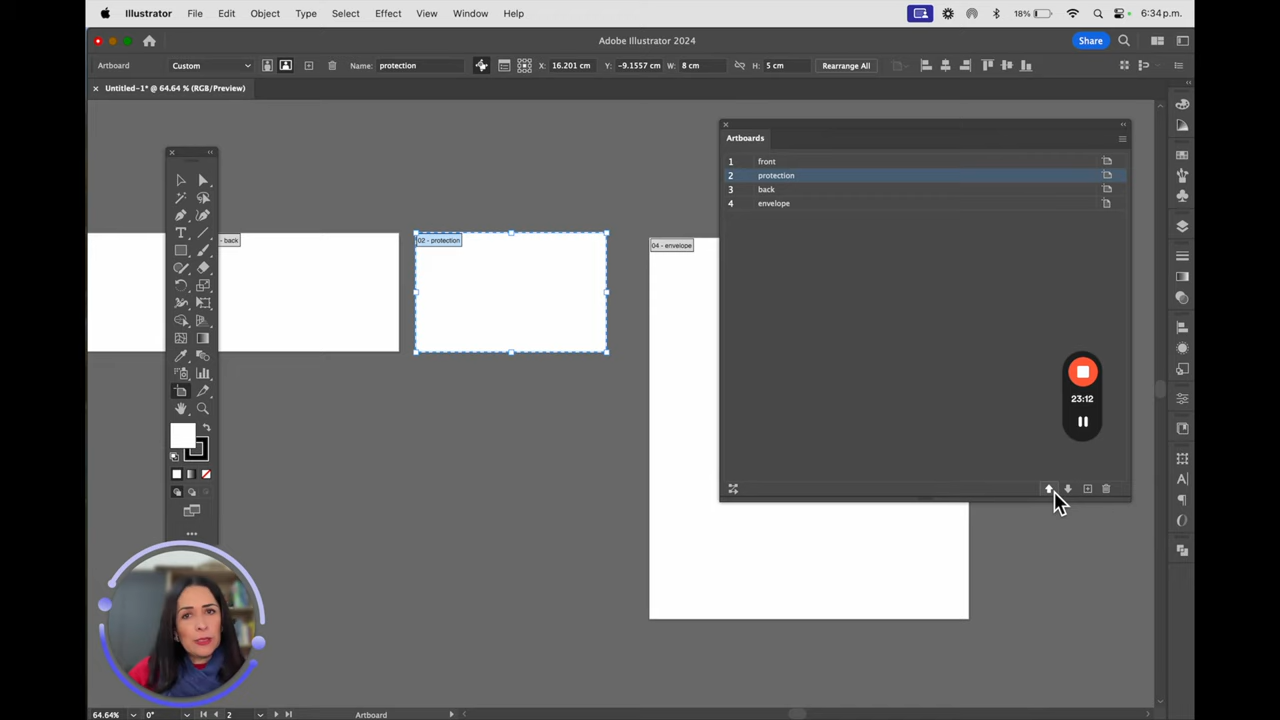 Illustrator File Edit Object Type Select Effect View Window Help 18% 6:34 p.m.
Adobe Illustrator 2024 Share
Artboard Custom Name: protection X: 16.201 cm Y: -9.1557 cm W: 8 cm H: 5 cm Rearrange All
Untitled-1* @ 64.64 % (RGB/Preview)
Artboards
1 front
2 protection
3 back
4 envelope
- back
02 - protection
04 - envelope
23:12
64.64% 0° 2 Artboard